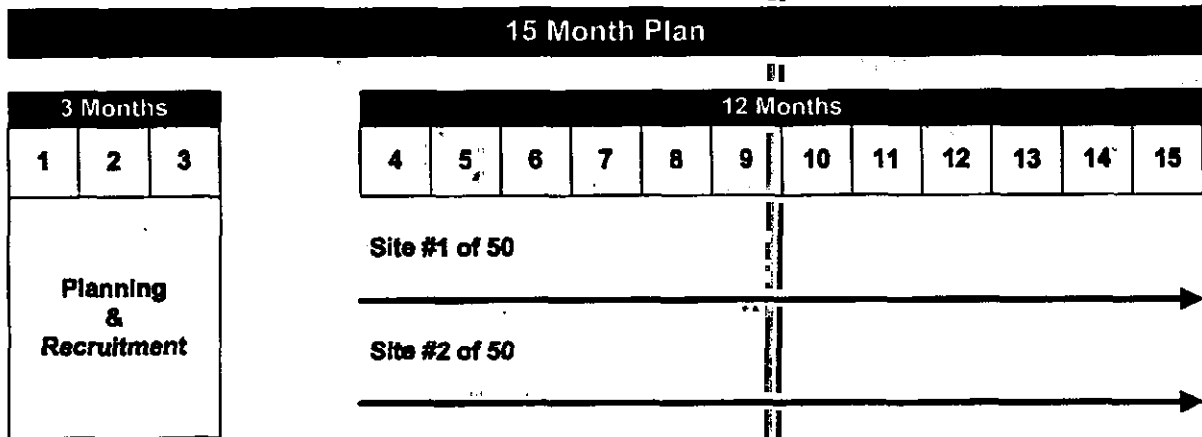 15 Month Plan
3 Months
12 Months
1 2 3
4 5 6 7 8 9 10 11 12 13 14 15
Planning
&
Recruitment
Site #1 of 50
Site #2 of 50